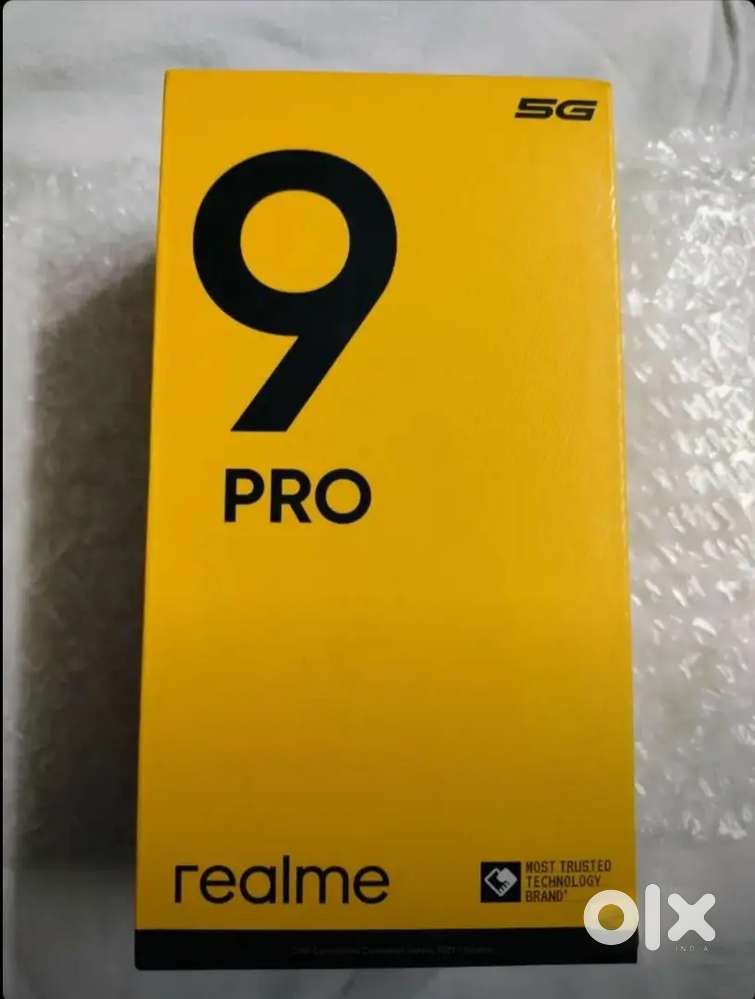 5G
9
PRO
realme
MOST TRUSTED
TECHNOLOGY
BRAND*
olx
INDIA